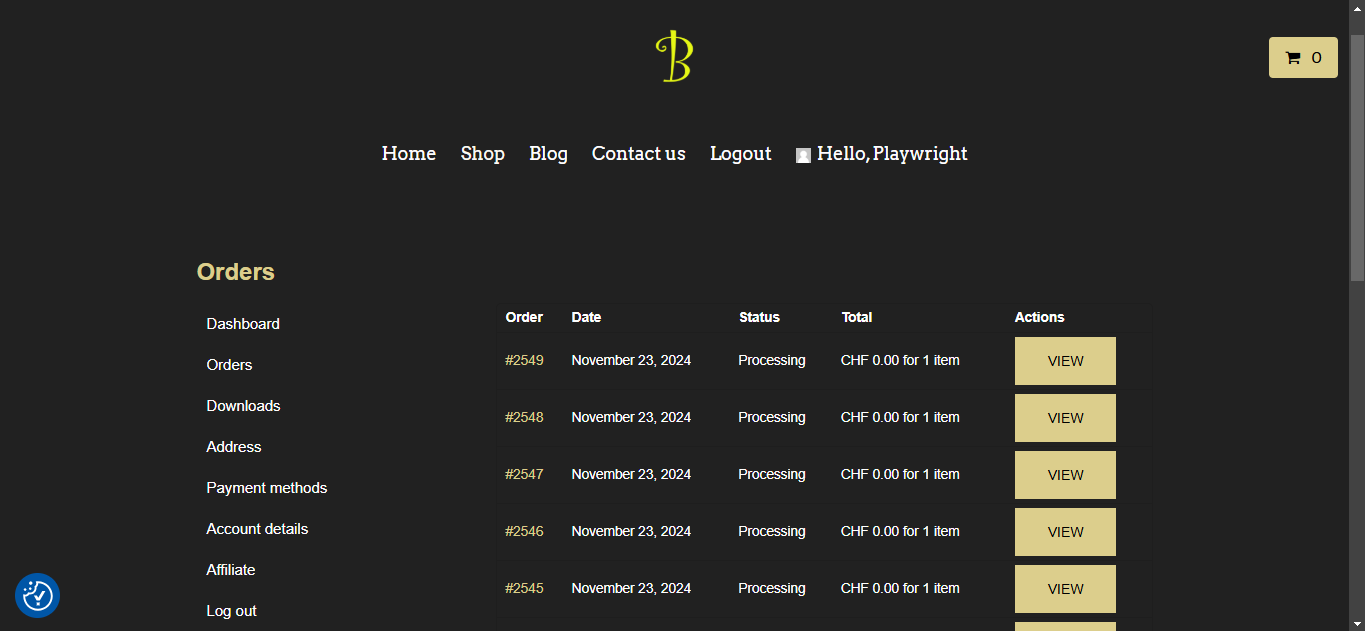 B
0
Home Shop Blog Contact us Logout Hello, Playwright
Orders
Dashboard
Orders
Downloads
Address
Payment methods
Account details
Affiliate
Log out
Order Date Status Total Actions
#2549 November 23, 2024 Processing CHF 0.00 for 1 item VIEW
#2548 November 23, 2024 Processing CHF 0.00 for 1 item VIEW
#2547 November 23, 2024 Processing CHF 0.00 for 1 item VIEW
#2546 November 23, 2024 Processing CHF 0.00 for 1 item VIEW
#2545 November 23, 2024 Processing CHF 0.00 for 1 item VIEW